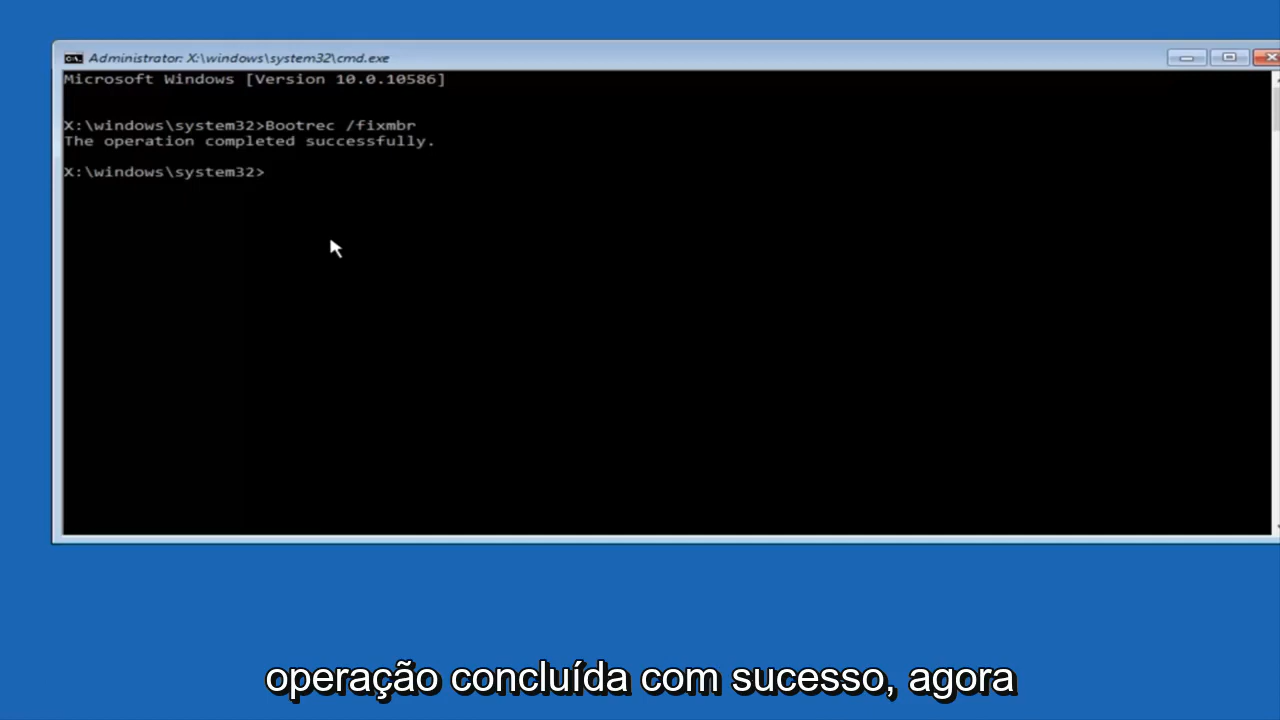 Administrator: X:\windows\system32\cmd.exe
Microsoft Windows [Version 10.0.10586]
X:\windows\system32>Bootrec /fixmbr
The operation completed successfully.
X:\windows\system32>
operação concluída com sucesso, agora